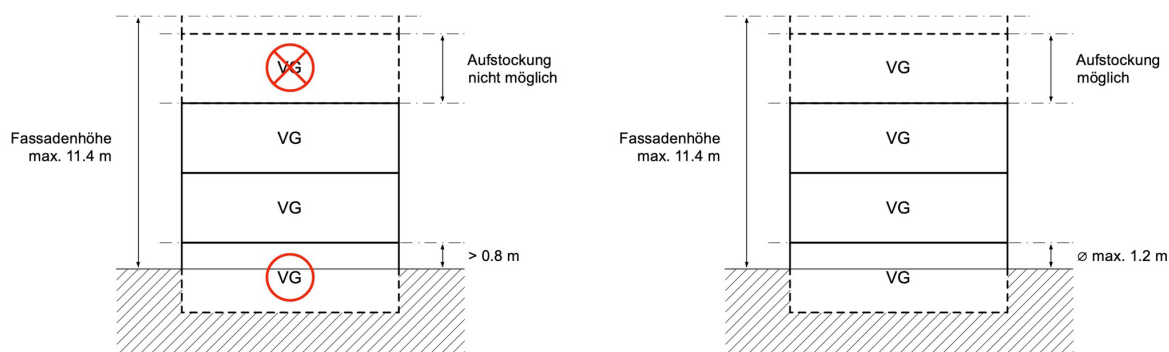 VG
Aufstockung
nicht möglich
Fassadenhöhe
max. 11.4 m
VG
VG
> 0.8 m
VG
VG
Aufstockung
möglich
Fassadenhöhe
max. 11.4 m
VG
VG
⌀ max. 1.2 m
VG